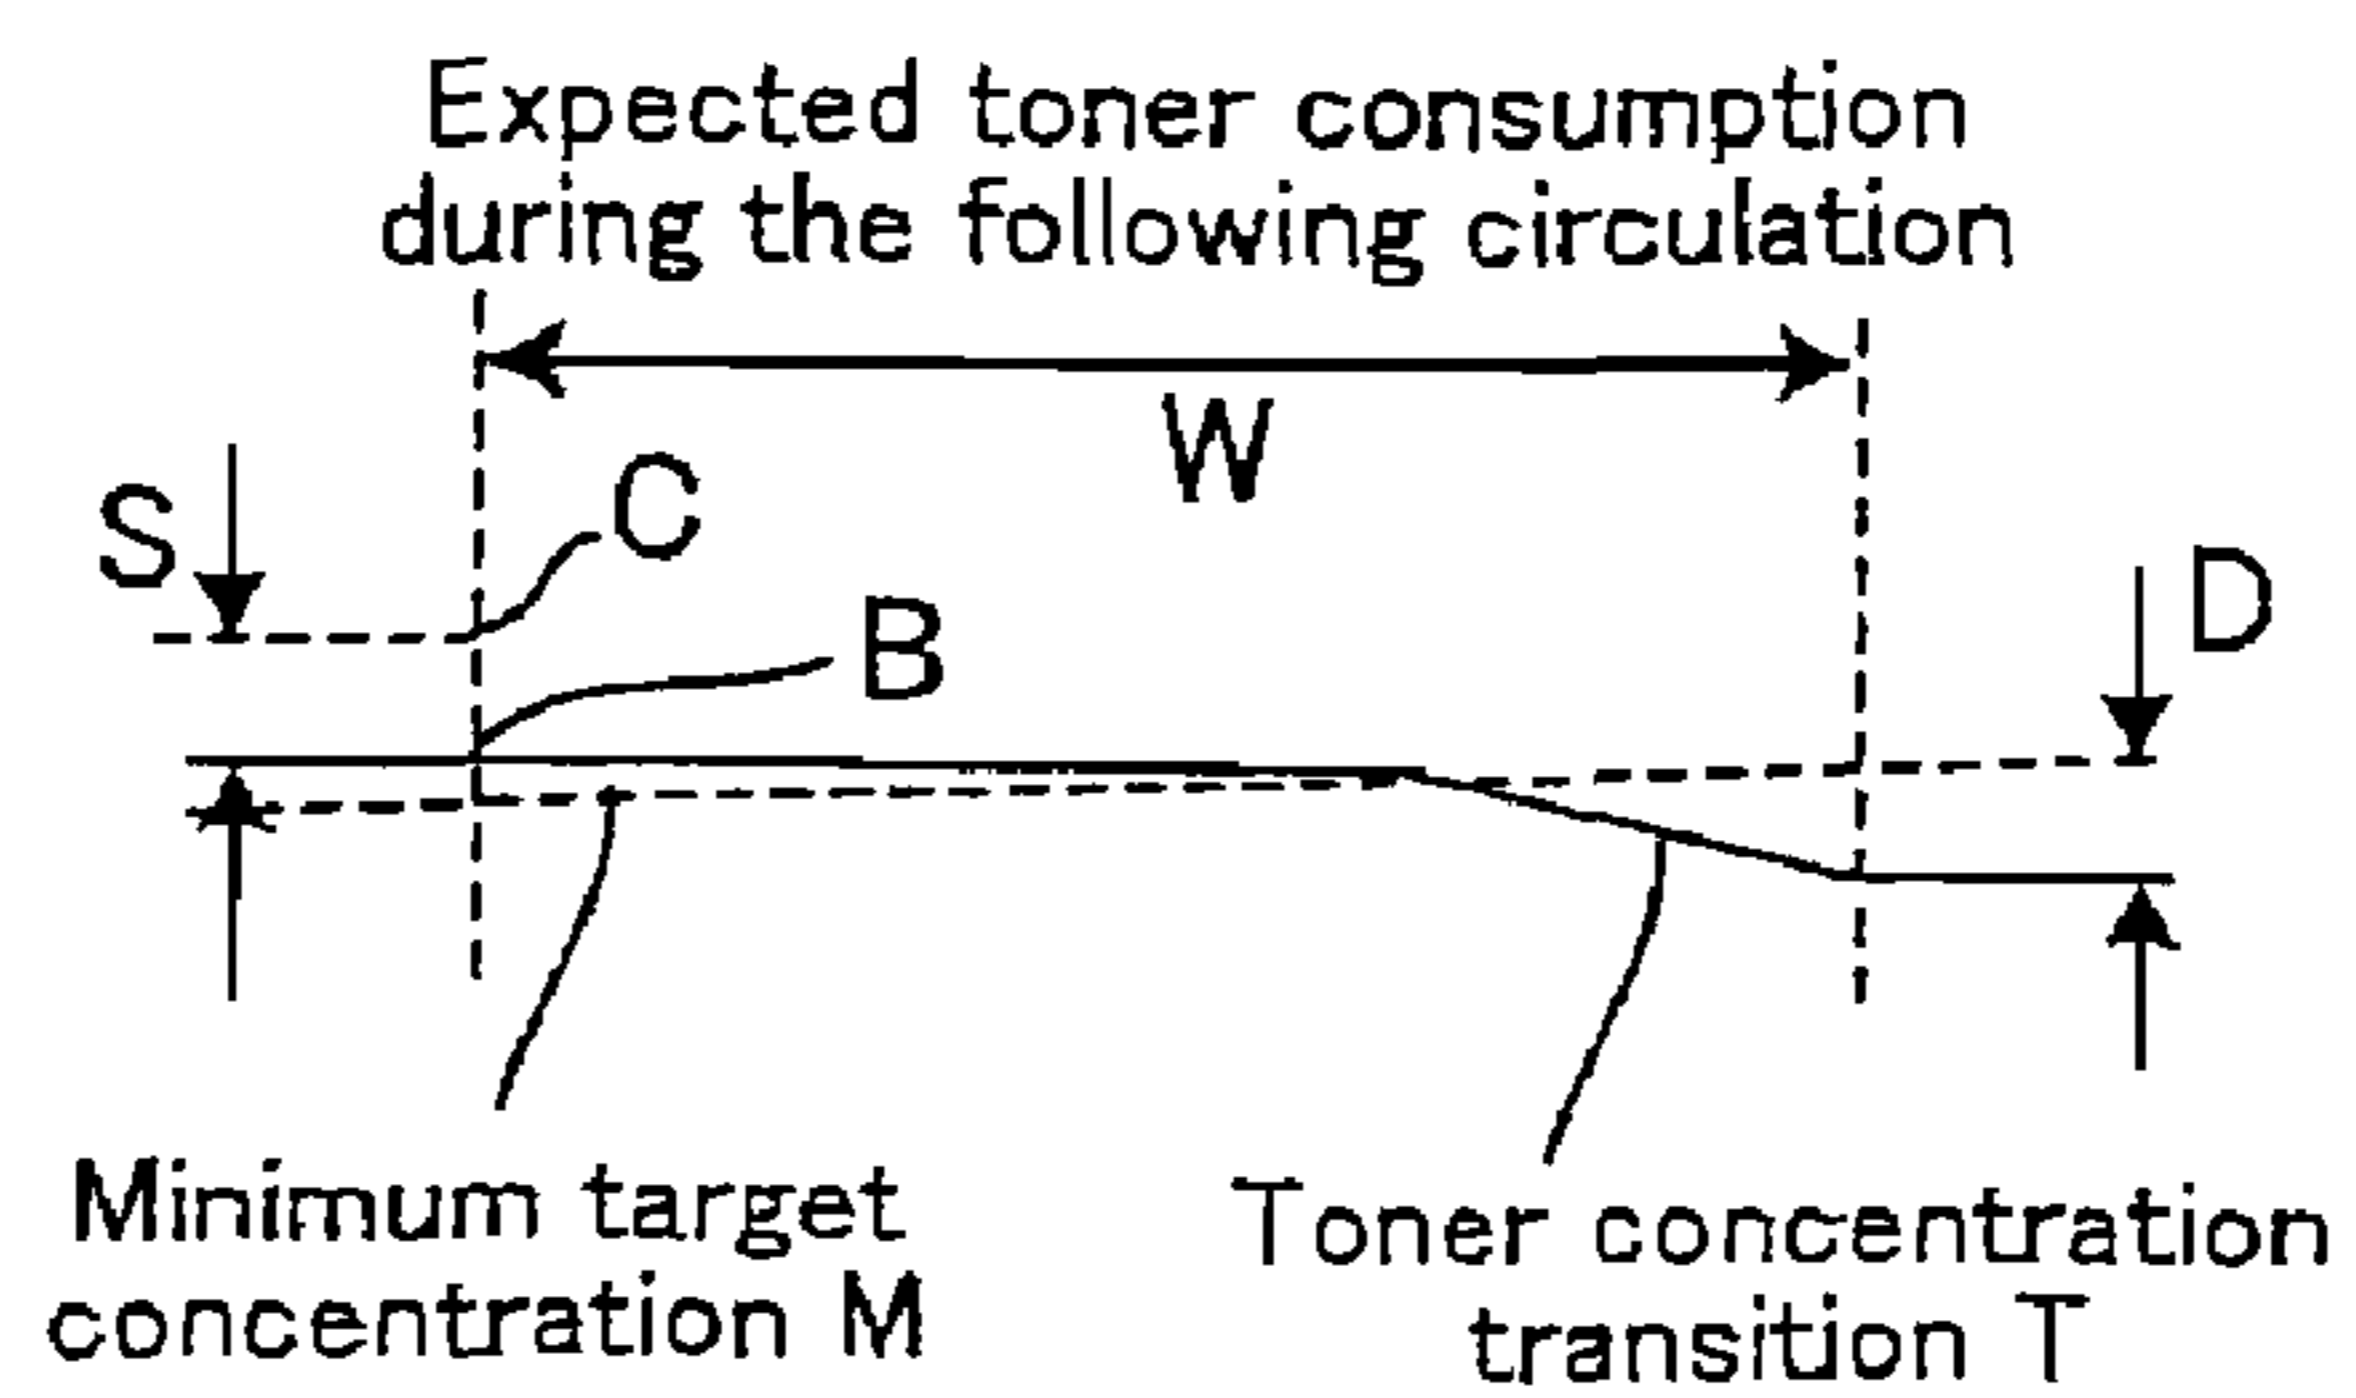 Expected toner consumption
during the following circulation
W
S
C
B
D
Minimum target
concentration M
Toner concentration
transition T